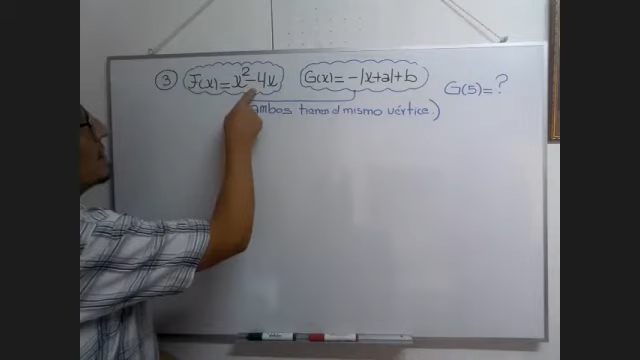 ③ F(x)=x²-4x G(x)=-|x+a|+b G(5)=?
ambos tienen el mismo vértice.)